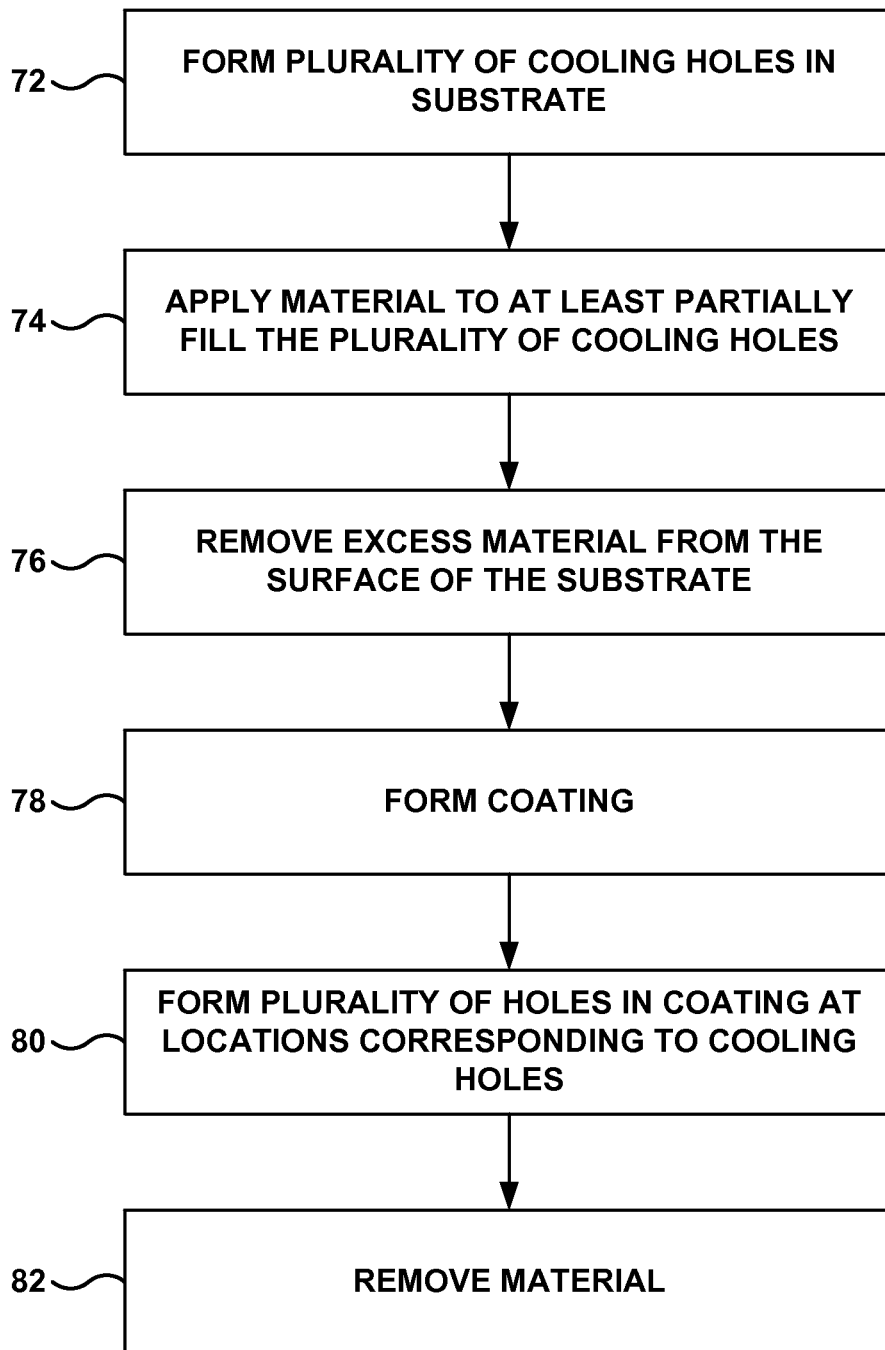 72
FORM PLURALITY OF COOLING HOLES IN
SUBSTRATE
74
APPLY MATERIAL TO AT LEAST PARTIALLY
FILL THE PLURALITY OF COOLING HOLES
76
REMOVE EXCESS MATERIAL FROM THE
SURFACE OF THE SUBSTRATE
78
FORM COATING
80
FORM PLURALITY OF HOLES IN COATING AT
LOCATIONS CORRESPONDING TO COOLING
HOLES
82
REMOVE MATERIAL